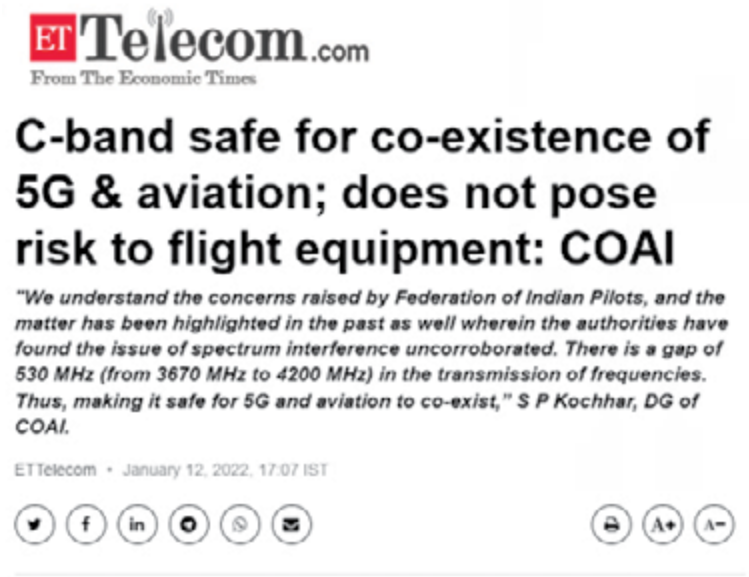 ET Telecom.com
From The Economic Times
C-band safe for co-existence of
5G & aviation; does not pose
risk to flight equipment: COAI
"We understand the concerns raised by Federation of Indian Pilots, and the
matter has been highlighted in the past as well wherein the authorities have
found the issue of spectrum interference uncorroborated. There is a gap of
530 MHz (from 3670 MHz to 4200 MHz) in the transmission of frequencies.
Thus, making it safe for 5G and aviation to co-exist," S P Kochhar, DG of
COAI.
ETTelecom • January 12, 2022, 17:07 IST
f in A+ A-